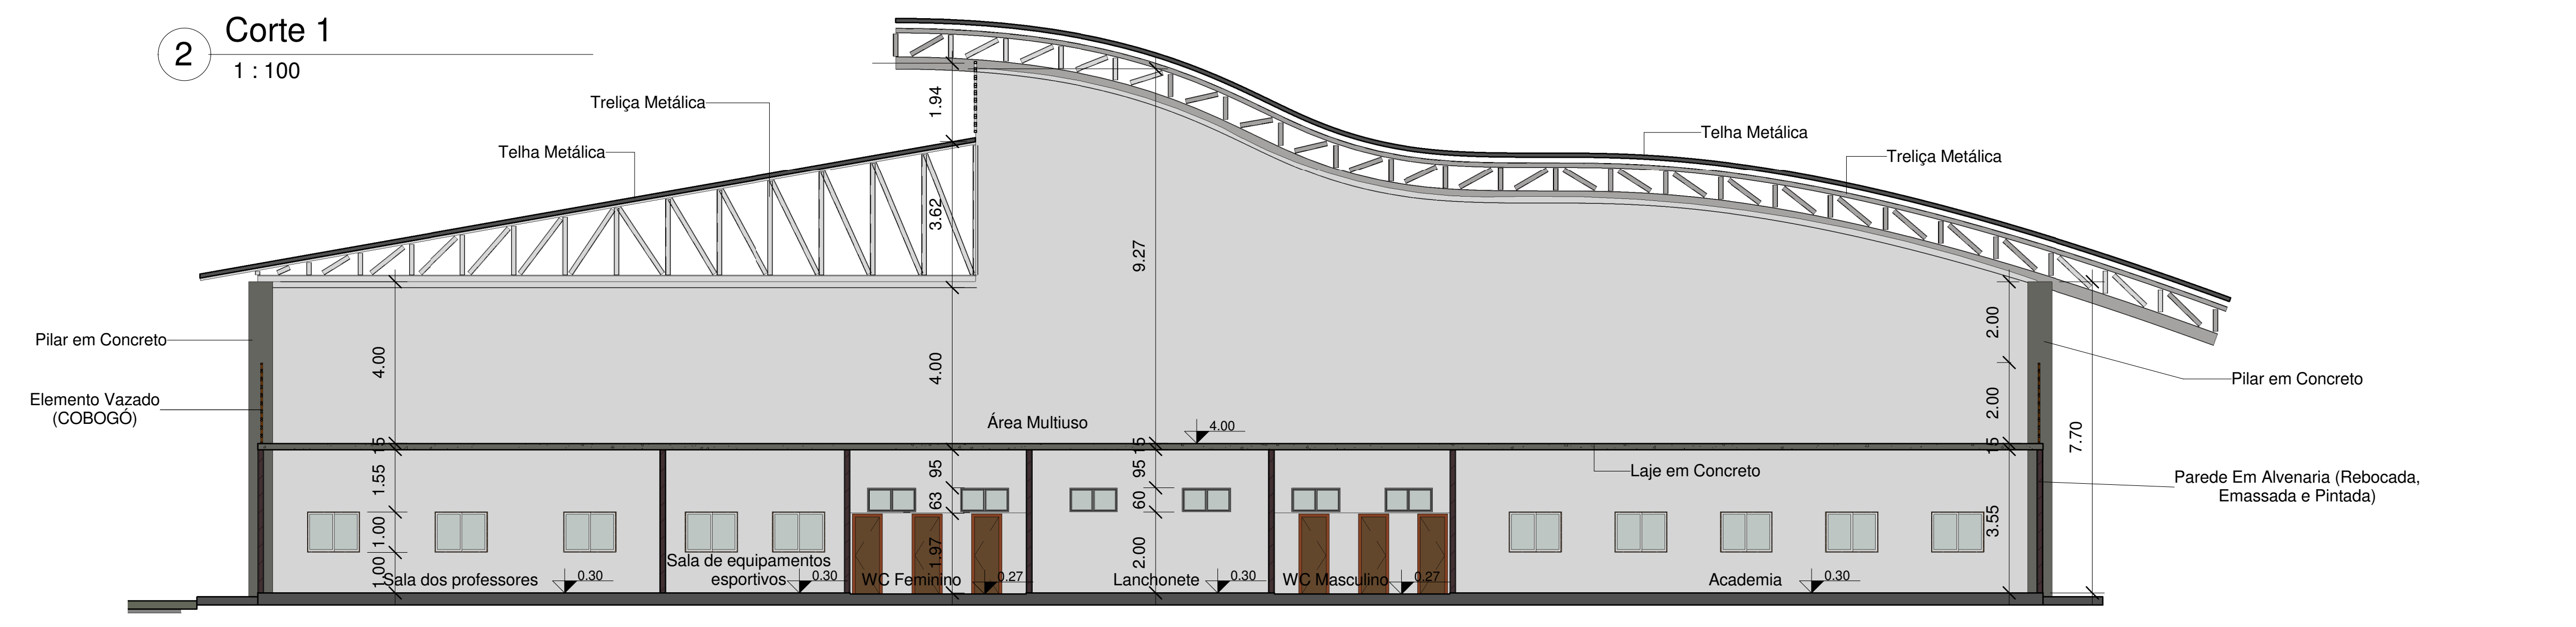 Corte 1
2
1 : 100
Treliça Metálica
Telha Metálica
Telha Metálica
Treliça Metálica
1.94
3.62
9.27
4.00
4.00
2.00
2.00
7.70
Pilar em Concreto
Pilar em Concreto
Elemento Vazado
(COBOGÓ)
Área Multiuso
4.00
15
15
15
Laje em Concreto
Parede Em Alvenaria (Rebocada,
Emassada e Pintada)
1.55
1.00
1.00
95
63
1.97
95
60
2.00
3.55
Sala dos professores
0.30
Sala de equipamentos
esportivos
0.30
WC Feminino
0.27
Lanchonete
0.30
WC Masculino
0.27
Academia
0.30